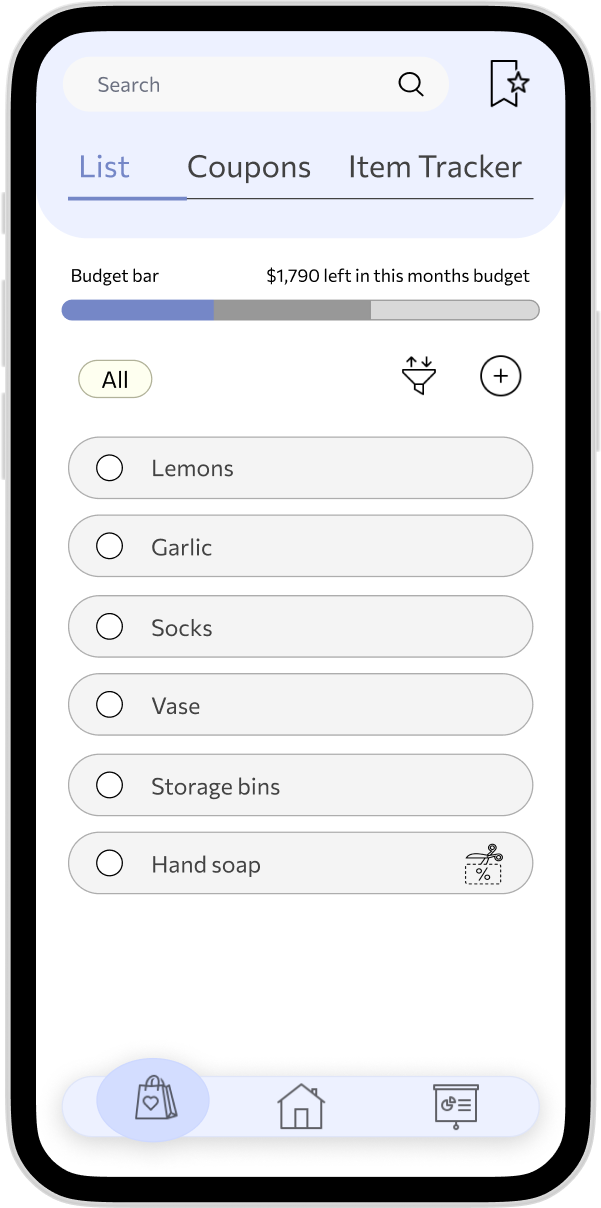 Search
List Coupons Item Tracker
Budget bar $1,790 left in this months budget
All
Lemons
Garlic
Socks
Vase
Storage bins
Hand soap
%